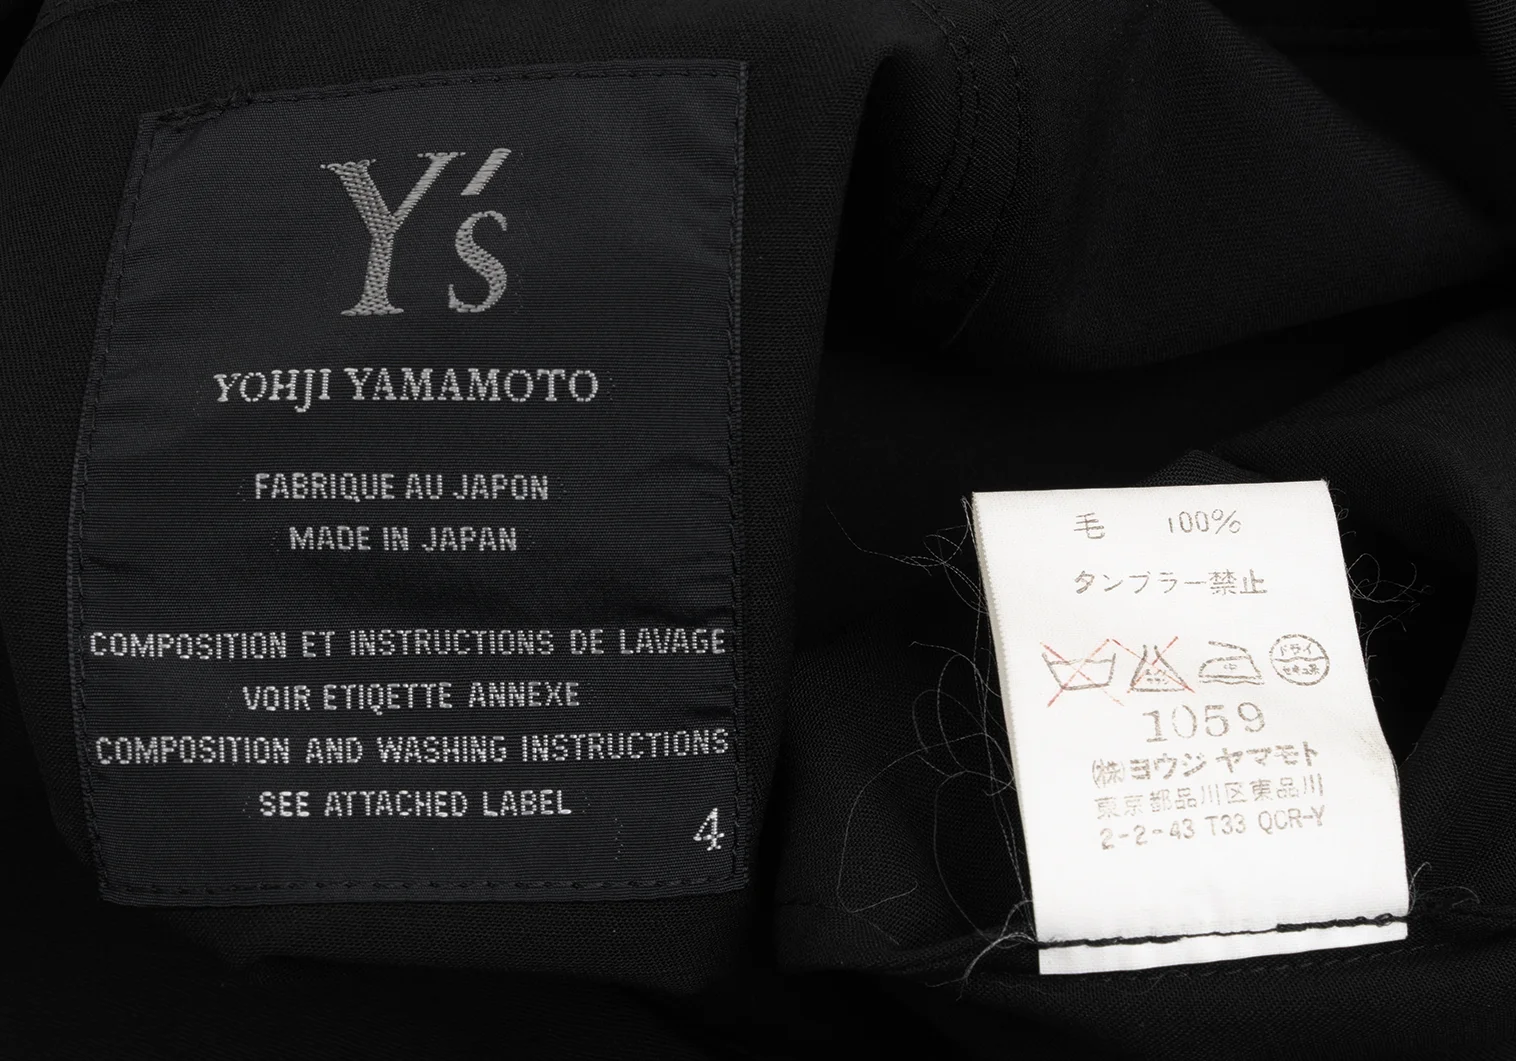 Y's
YOHJI YAMAMOTO
FABRIQUE AU JAPON
MADE IN JAPAN
COMPOSITION ET INSTRUCTIONS DE LAVAGE
VOIR ETIQETTE ANNEXE
COMPOSITION AND WASHING INSTRUCTIONS
SEE ATTACHED LABEL
4
毛 100%
タンブラー禁止
ドライ
1059
(株)ヨウジヤマモト
東京都品川区東品川
2-2-43 T33 QCR-Y